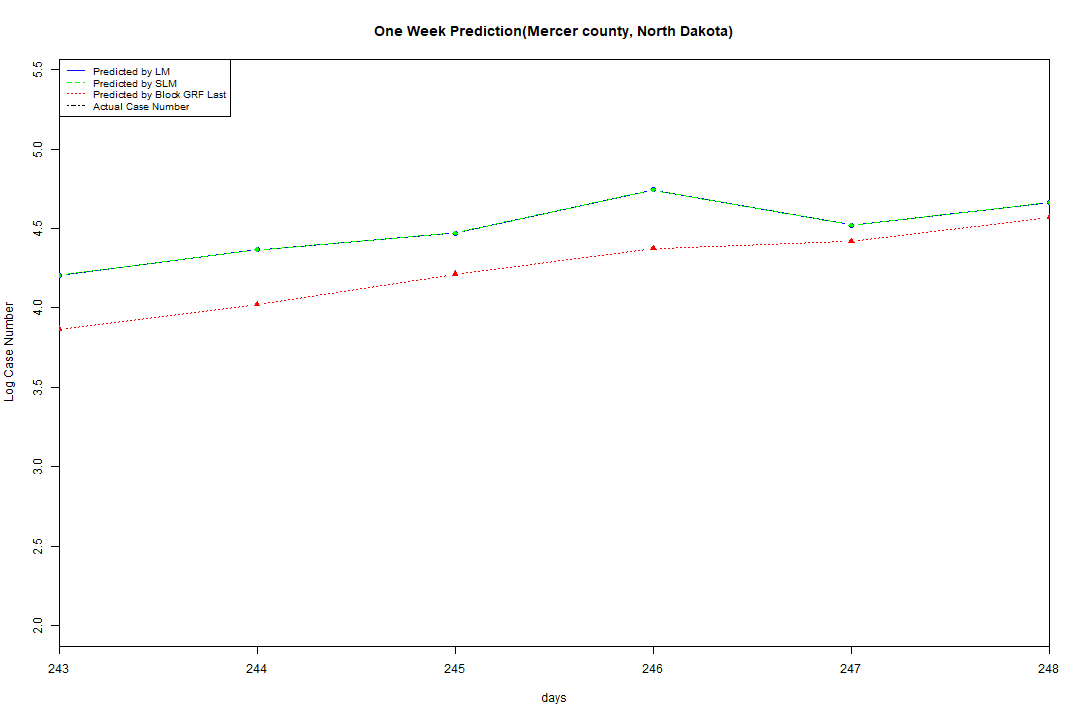 One Week Prediction(Mercer county, North Dakota)
Predicted by LM
Predicted by SLM
Predicted by Block GRF Last
Actual Case Number
Log Case Number
5.5
5.0
4.5
4.0
3.5
3.0
2.5
2.0
243 244 245 246 247 248
days